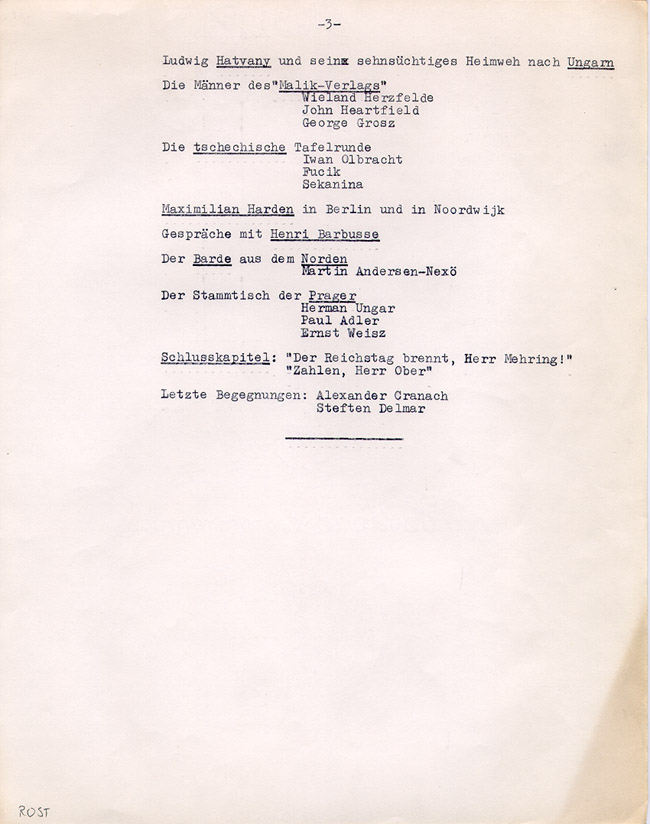 -3-
Ludwig Hatvany und seinx sehnsüchtiges Heimweh nach Ungarn
Die Männer des"Malik-Verlags"
Wieland Herzfelde
John Heartfield
George Grosz
Die tschechische Tafelrunde
Iwan Olbracht
Fucik
Sekanina
Maximilian Harden in Berlin und in Noordwijk
Gespräche mit Henri Barbusse
Der Barde aus dem Norden
Martin Andersen-Nexö
Der Stammtisch der Prager
Herman Ungar
Paul Adler
Ernst Weisz
Schlusskapitel: "Der Reichstag brennt, Herr Mehring!"
"Zahlen, Herr Ober"
Letzte Begegnungen: Alexander Cranach
Steften Delmar
ROST